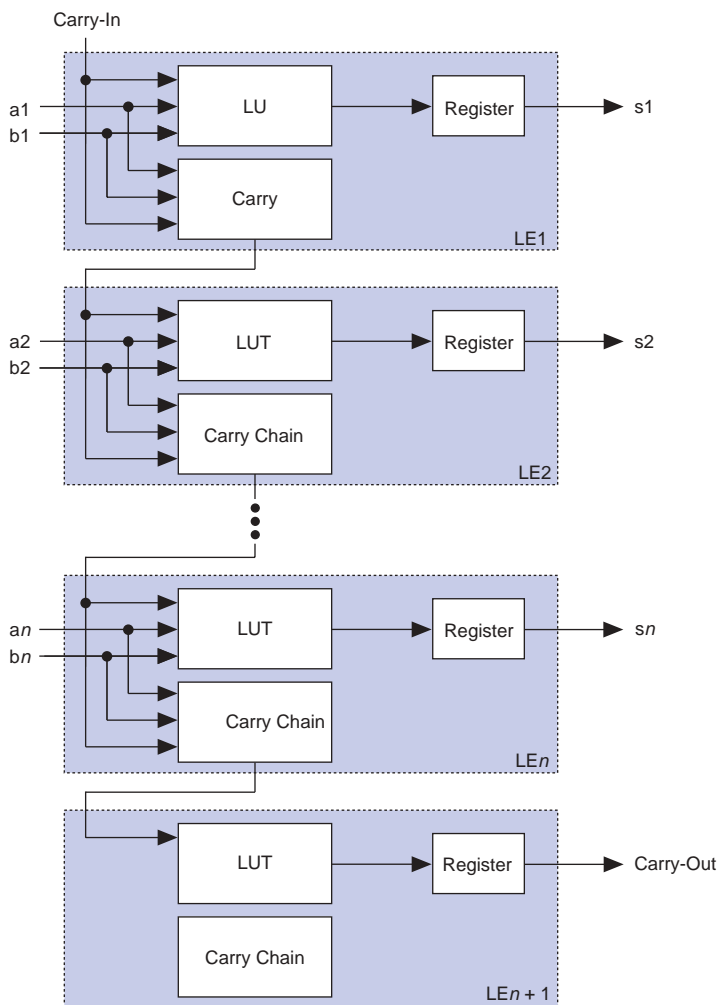 Carry-In
a1
b1
LU
Register
s1
Carry
LE1
a2
b2
LUT
Register
s2
Carry Chain
LE2
an
bn
LUT
Register
sn
Carry Chain
LEn
LUT
Register
Carry-Out
Carry Chain
LEn + 1